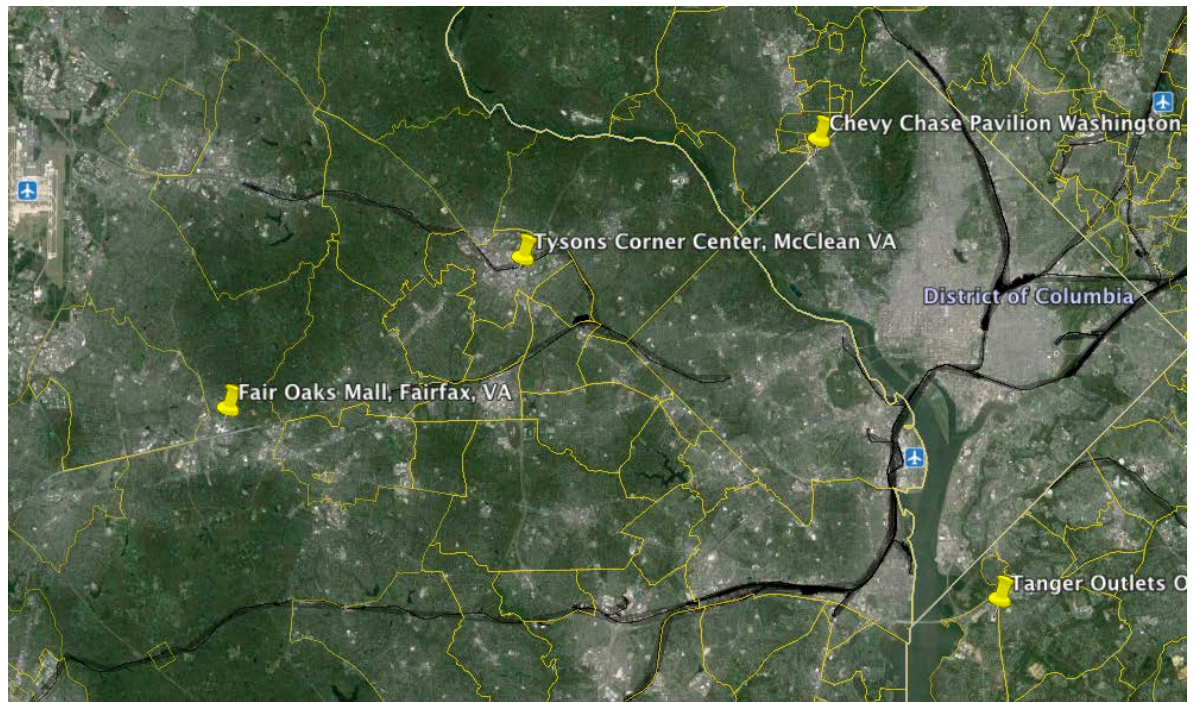 Chevy Chase Pavilion Washington
Tysons Corner Center, McClean VA
District of Columbia
Fair Oaks Mall, Fairfax, VA
Tanger Outlets O